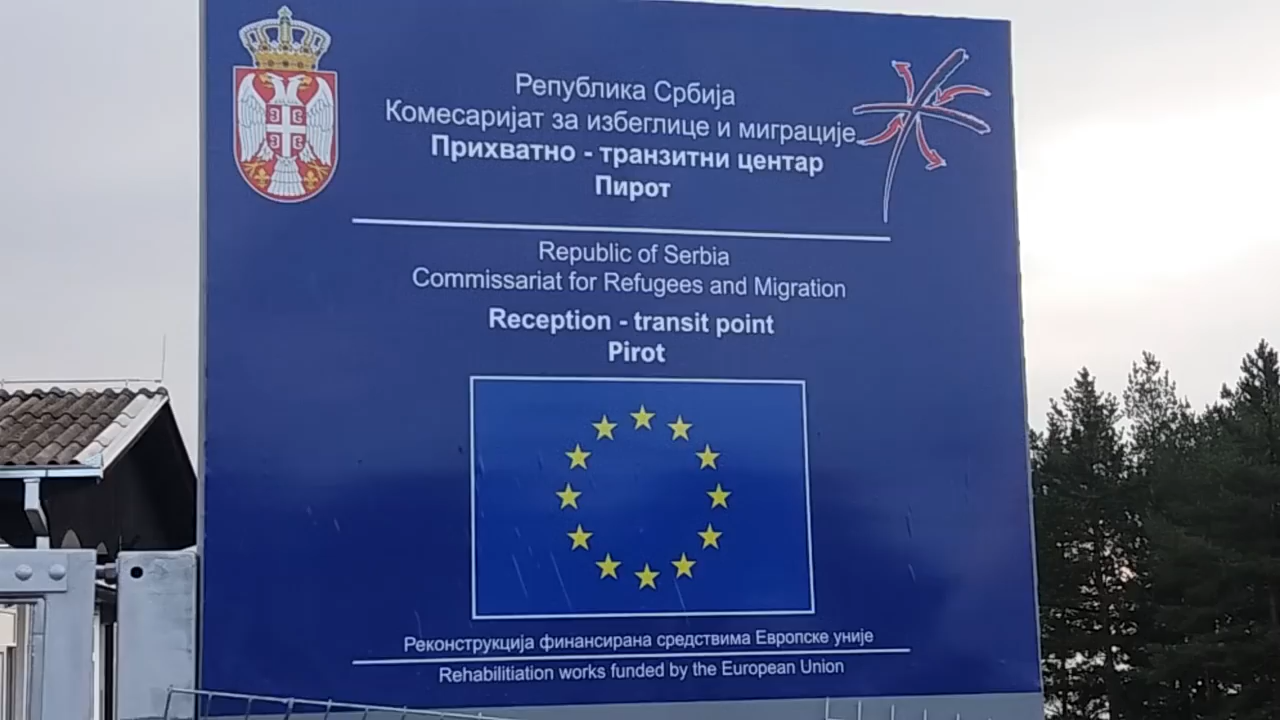 Република Србија
Комесаријат за избеглице и миграције
Прихватно - транзитни центар
Пирот
Republic of Serbia
Commissariat for Refugees and Migration
Reception - transit point
Pirot
Реконструкција финансирана средствима Европске уније
Rehabilitiation works funded by the European Union